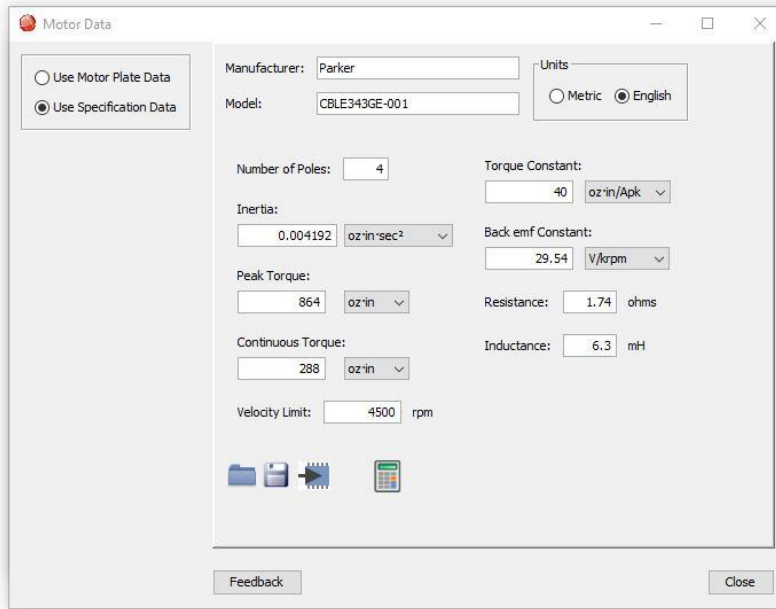 Motor Data
Use Motor Plate Data
Use Specification Data
Manufacturer: Parker
Model: CBLE343GE-001
Units
Metric English
Number of Poles: 4
Inertia:
0.004192 oz·in·sec²
Peak Torque:
864 oz·in
Continuous Torque:
288 oz·in
Velocity Limit: 4500 rpm
Torque Constant:
40 oz·in/Apk
Back emf Constant:
29.54 V/krpm
Resistance: 1.74 ohms
Inductance: 6.3 mH
Feedback
Close